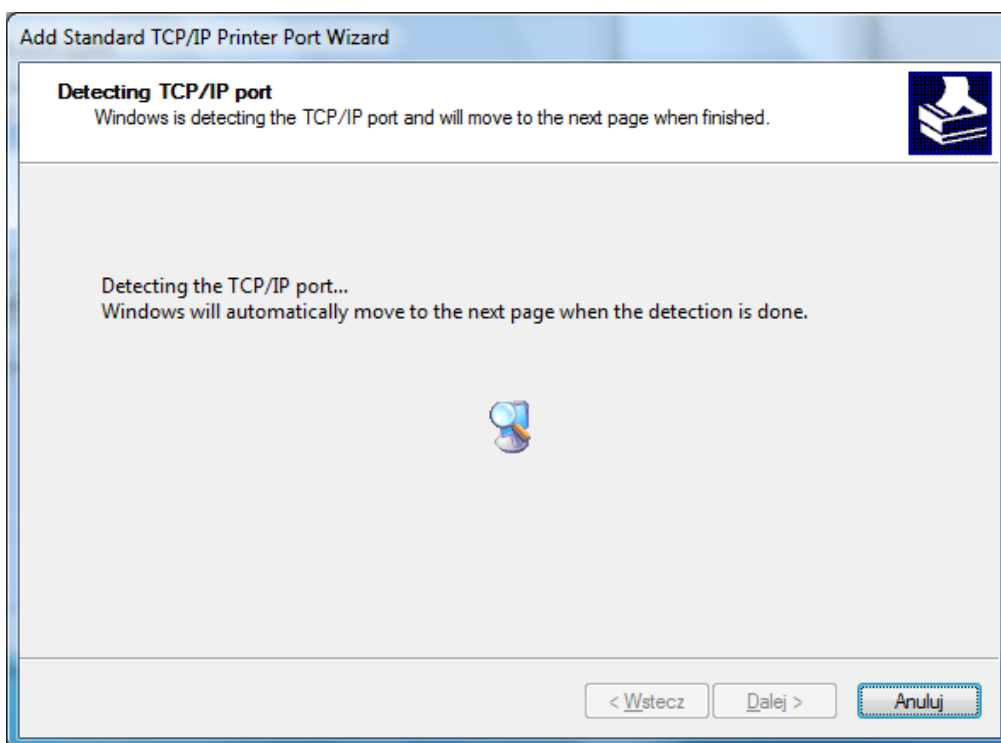 Add Standard TCP/IP Printer Port Wizard
Detecting TCP/IP port
Windows is detecting the TCP/IP port and will move to the next page when finished.
Detecting the TCP/IP port...
Windows will automatically move to the next page when the detection is done.
< Wstecz Dalej > Anuluj